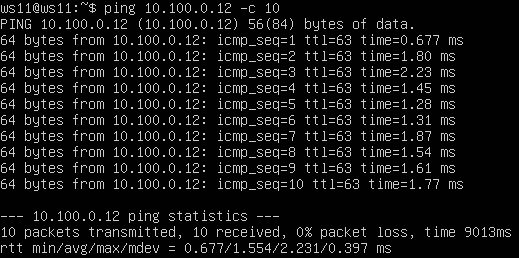 ws11@ws11:~$ ping 10.100.0.12 -c 10
PING 10.100.0.12 (10.100.0.12) 56(84) bytes of data.
64 bytes from 10.100.0.12: icmp_seq=1 ttl=63 time=0.677 ms
64 bytes from 10.100.0.12: icmp_seq=2 ttl=63 time=1.80 ms
64 bytes from 10.100.0.12: icmp_seq=3 ttl=63 time=2.23 ms
64 bytes from 10.100.0.12: icmp_seq=4 ttl=63 time=1.45 ms
64 bytes from 10.100.0.12: icmp_seq=5 ttl=63 time=1.28 ms
64 bytes from 10.100.0.12: icmp_seq=6 ttl=63 time=1.31 ms
64 bytes from 10.100.0.12: icmp_seq=7 ttl=63 time=1.87 ms
64 bytes from 10.100.0.12: icmp_seq=8 ttl=63 time=1.54 ms
64 bytes from 10.100.0.12: icmp_seq=9 ttl=63 time=1.61 ms
64 bytes from 10.100.0.12: icmp_seq=10 ttl=63 time=1.77 ms
--- 10.100.0.12 ping statistics ---
10 packets transmitted, 10 received, 0% packet loss, time 9013ms
rtt min/avg/max/mdev = 0.677/1.554/2.231/0.397 ms